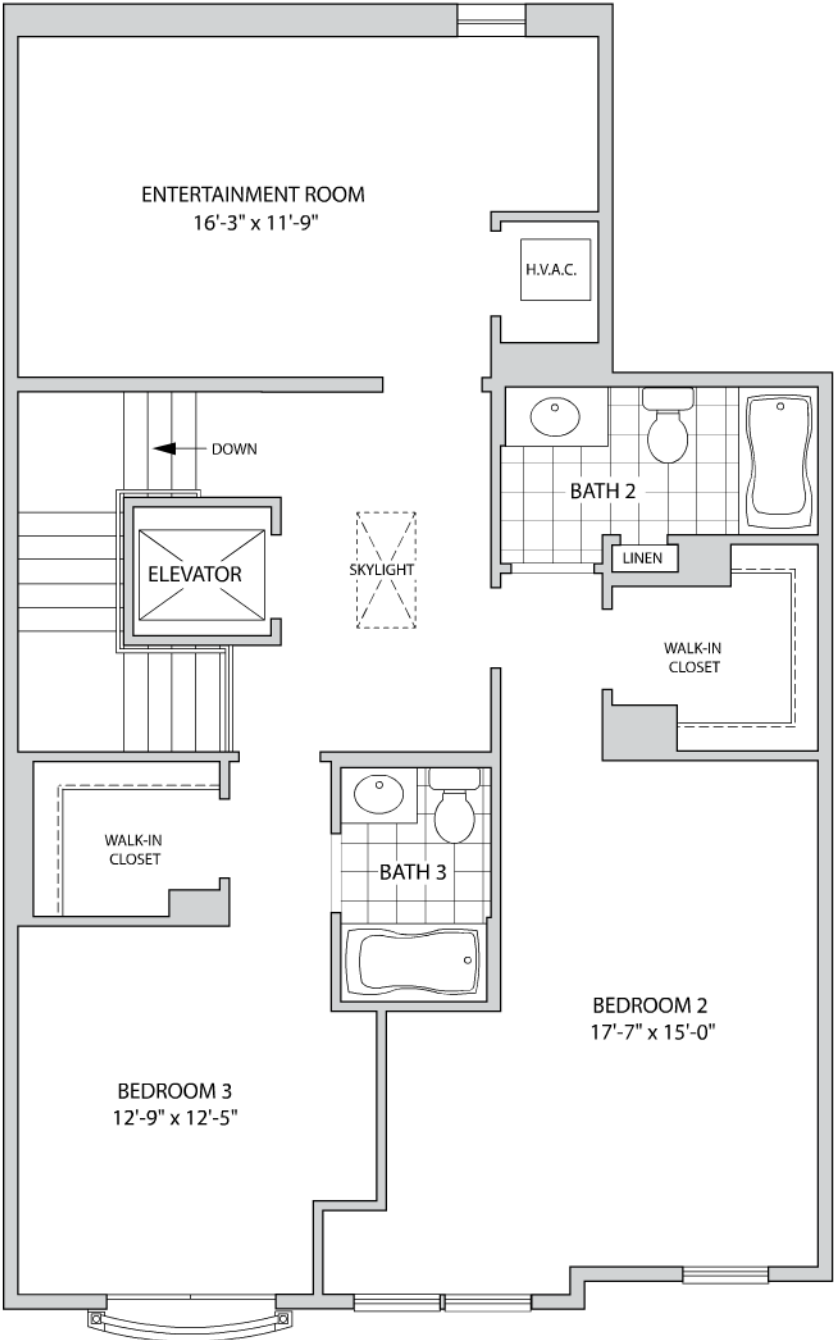 ENTERTAINMENT ROOM
16'-3" x 11'-9"
H.V.A.C.
DOWN
BATH 2
LINEN
ELEVATOR
SKYLIGHT
WALK-IN
CLOSET
WALK-IN
CLOSET
BATH 3
BEDROOM 2
17'-7" x 15'-0"
BEDROOM 3
12'-9" x 12'-5"